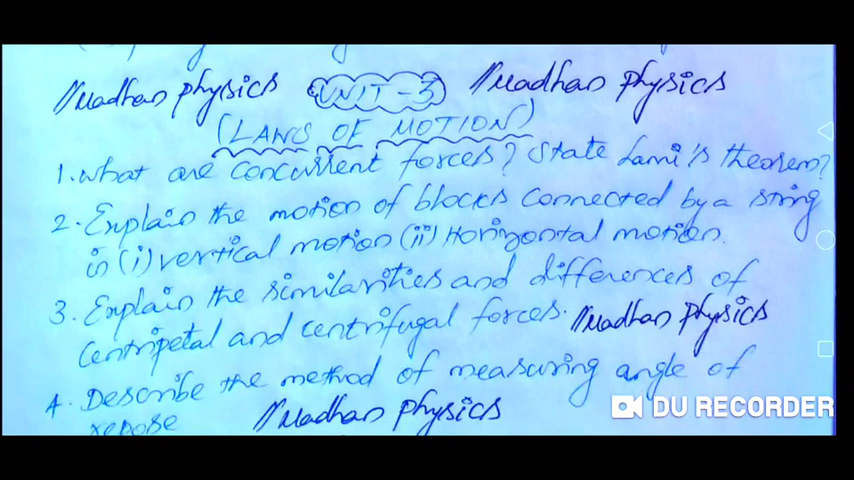 Madhan physics UNIT-3 Madhan physics
(LAWS OF MOTION)
1. What are concurrent forces? State Lami's theorem?
2. Explain the motion of blocks connected by a string
in (i) vertical motion (ii) Horizontal motion.
3. Explain the similarities and differences of
centripetal and centrifugal forces. Madhan physics
4. Describe the method of measuring angle of
repose Madhan physics
DU RECORDER